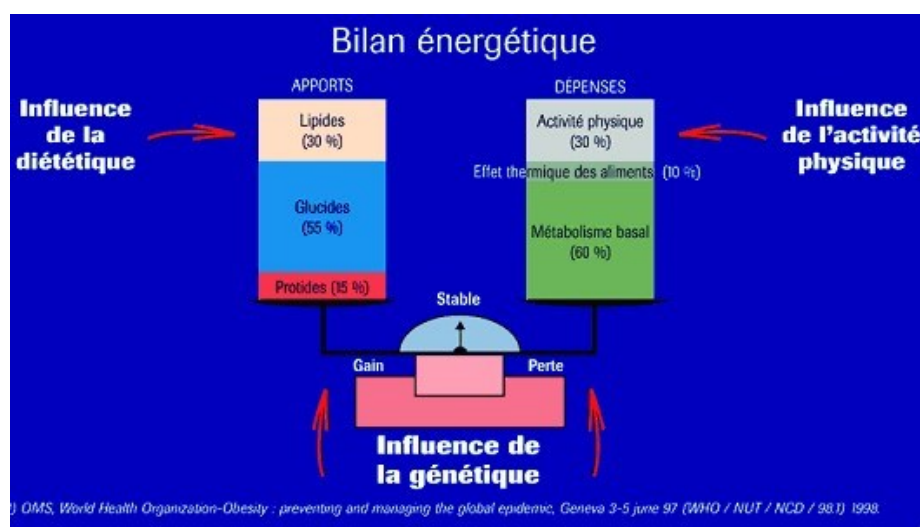 Bilan énergétique
APPORTS
DÉPENSES
Influence
de la
diététique
Lipides
(30 %)
Glucides
(55 %)
Protides (15 %)
Activité physique
(30 %)
Effet thermique des aliments (10 %)
Métabolisme basal
(60 %)
Influence
de l'activité
physique
Stable
Gain
Perte
Influence de
la génétique
) OMS, World Health Organization-Obesity : preventing and managing the global epidemic, Geneva 3-5 june 97 (WHO / NUT / NCD / 98.1) 1998.